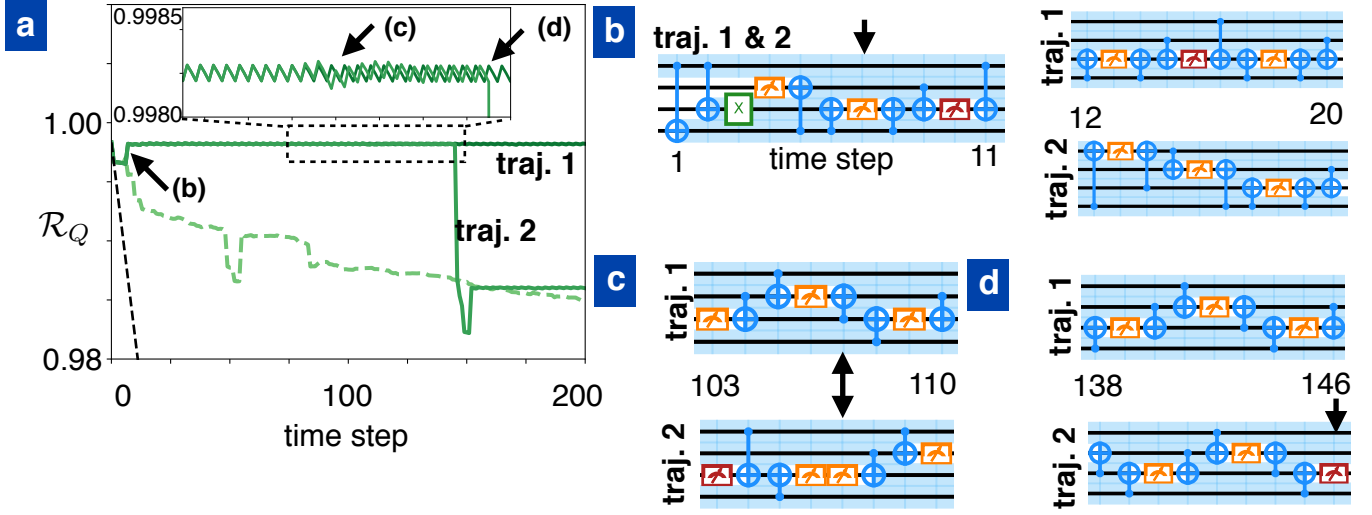 a
0.9985
(c)
(d)
0.9980
1.00
traj. 1
(b)
ℛ_Q
traj. 2
0.98
0
100
200
time step
b
traj. 1 & 2
X
1
time step
11
traj. 1
12
20
traj. 2
c
traj. 1
103
110
traj. 2
d
traj. 1
138
146
traj. 2